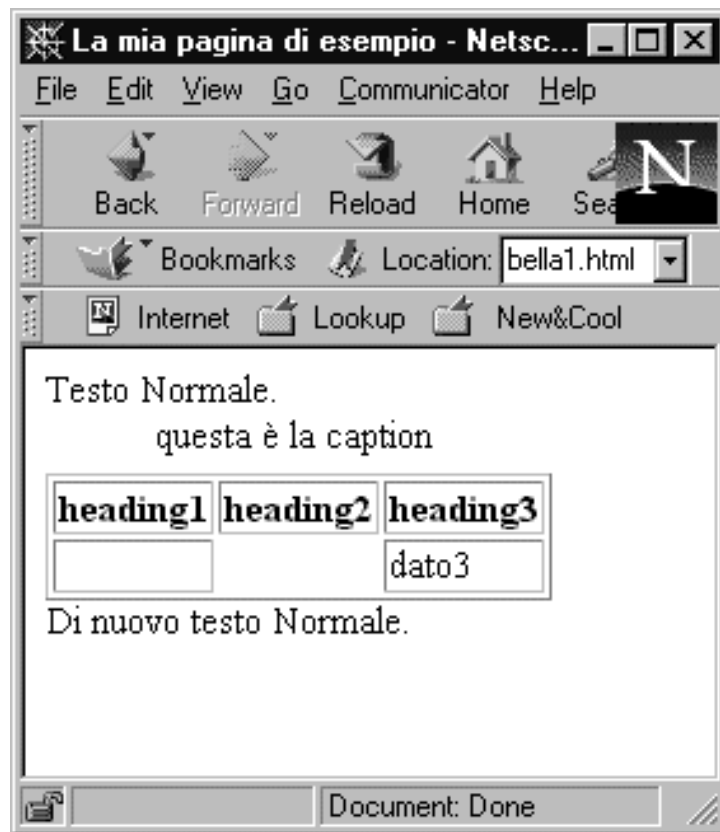 La mia pagina di esempio - Netsc...
File Edit View Go Communicator Help
N
Back Forward Reload Home Sea
Bookmarks Location: bella1.html
N Internet Lookup New&Cool
Testo Normale.
questa è la caption
heading1 heading2 heading3
dato3
Di nuovo testo Normale.
Document: Done